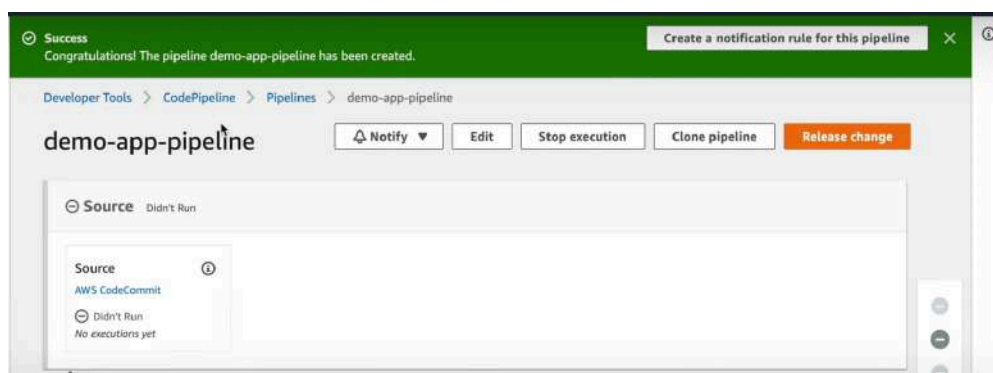 Success
Congratulations! The pipeline demo-app-pipeline has been created.
Create a notification rule for this pipeline
Developer Tools > CodePipeline > Pipelines > demo-app-pipeline
demo-app-pipeline
Notify ▼
Edit
Stop execution
Clone pipeline
Release change
Source Didn't Run
Source
AWS CodeCommit
Didn't Run
No executions yet